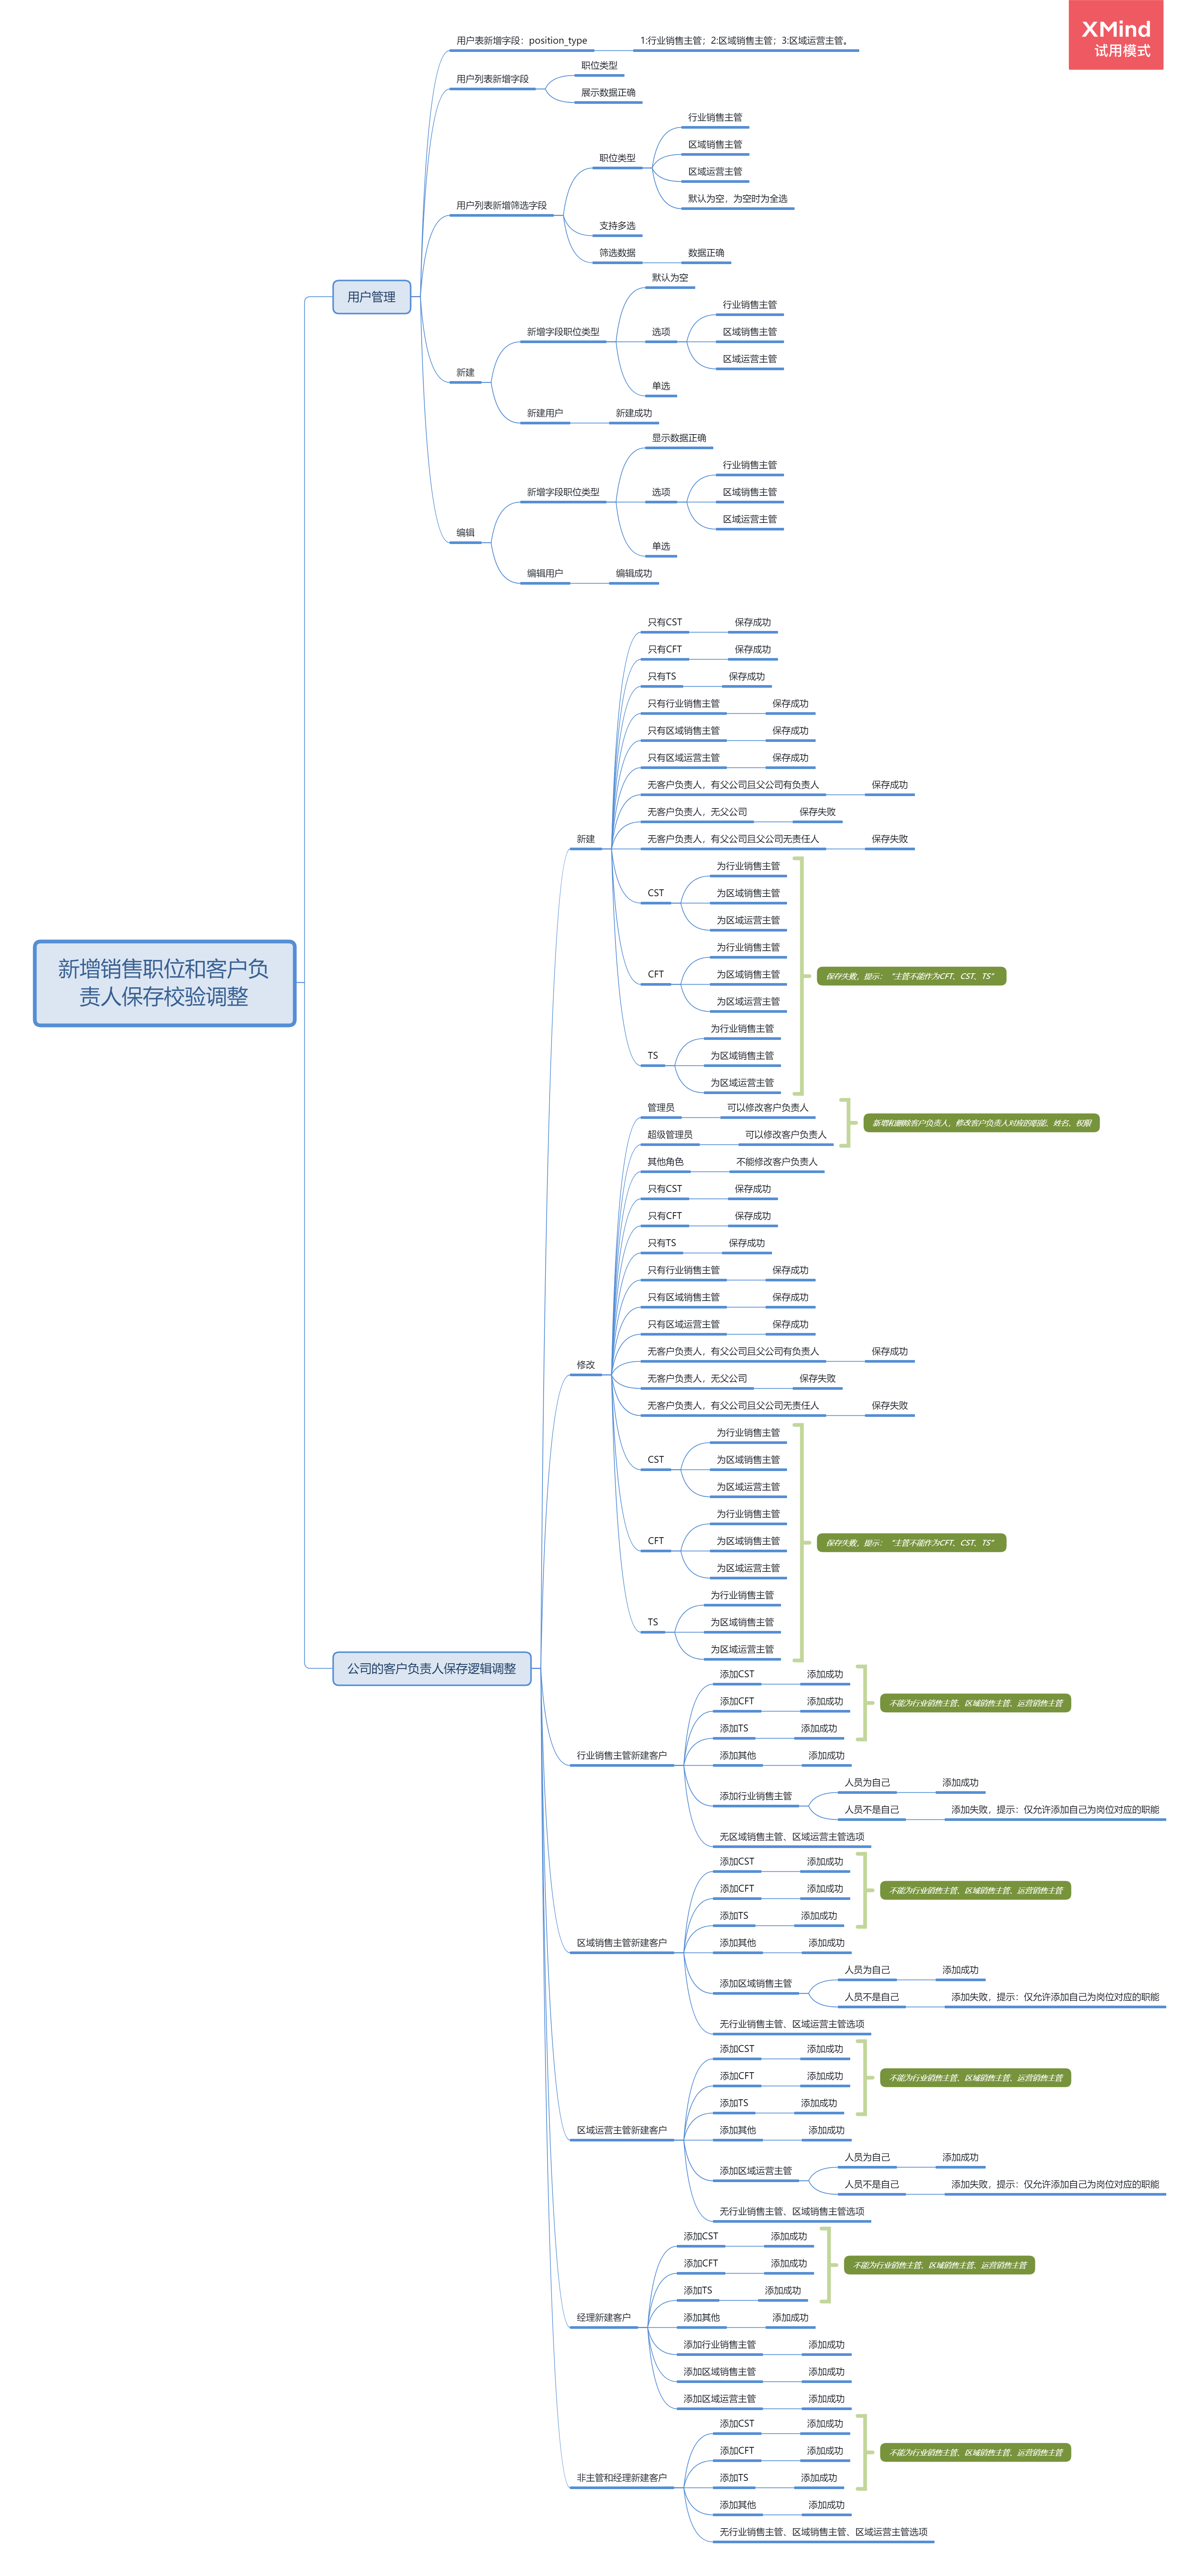 XMind
试用模式
用户表新增字段：position_type
1:行业销售主管；2:区域销售主管；3:区域运营主管。
用户列表新增字段
职位类型
展示数据正确
用户列表新增筛选字段
职位类型
行业销售主管
区域销售主管
区域运营主管
默认为空，为空时为全选
支持多选
筛选数据
数据正确
用户管理
新建
新增字段职位类型
默认为空
选项
行业销售主管
区域销售主管
区域运营主管
单选
新建用户
新建成功
编辑
新增字段职位类型
显示数据正确
选项
行业销售主管
区域销售主管
区域运营主管
单选
编辑用户
编辑成功
新增销售职位和客户负
责人保存校验调整
公司的客户负责人保存逻辑调整
新建
只有CST
保存成功
只有CFT
保存成功
只有TS
保存成功
只有行业销售主管
保存成功
只有区域销售主管
保存成功
只有区域运营主管
保存成功
无客户负责人，有父公司且父公司有负责人
保存成功
无客户负责人，无父公司
保存失败
无客户负责人，有父公司且父公司无责任人
保存失败
CST
为行业销售主管
为区域销售主管
为区域运营主管
CFT
为行业销售主管
为区域销售主管
为区域运营主管
TS
为行业销售主管
为区域销售主管
为区域运营主管
保存失败，提示：“主管不能作为CFT、CST、TS”
修改
管理员
可以修改客户负责人
超级管理员
可以修改客户负责人
新增和删除客户负责人，修改客户负责人对应的职能、姓名、权限
其他角色
不能修改客户负责人
只有CST
保存成功
只有CFT
保存成功
只有TS
保存成功
只有行业销售主管
保存成功
只有区域销售主管
保存成功
只有区域运营主管
保存成功
无客户负责人，有父公司且父公司有负责人
保存成功
无客户负责人，无父公司
保存失败
无客户负责人，有父公司且父公司无责任人
保存失败
CST
为行业销售主管
为区域销售主管
为区域运营主管
CFT
为行业销售主管
为区域销售主管
为区域运营主管
TS
为行业销售主管
为区域销售主管
为区域运营主管
保存失败，提示：“主管不能作为CFT、CST、TS”
行业销售主管新建客户
添加CST
添加成功
添加CFT
添加成功
添加TS
添加成功
不能为行业销售主管、区域销售主管、运营销售主管
添加其他
添加成功
添加行业销售主管
人员为自己
添加成功
人员不是自己
添加失败，提示：仅允许添加自己为岗位对应的职能
无区域销售主管、区域运营主管选项
区域销售主管新建客户
添加CST
添加成功
添加CFT
添加成功
添加TS
添加成功
不能为行业销售主管、区域销售主管、运营销售主管
添加其他
添加成功
添加区域销售主管
人员为自己
添加成功
人员不是自己
添加失败，提示：仅允许添加自己为岗位对应的职能
无行业销售主管、区域运营主管选项
区域运营主管新建客户
添加CST
添加成功
添加CFT
添加成功
添加TS
添加成功
不能为行业销售主管、区域销售主管、运营销售主管
添加其他
添加成功
添加区域运营主管
人员为自己
添加成功
人员不是自己
添加失败，提示：仅允许添加自己为岗位对应的职能
无行业销售主管、区域销售主管选项
经理新建客户
添加CST
添加成功
添加CFT
添加成功
添加TS
添加成功
不能为行业销售主管、区域销售主管、运营销售主管
添加其他
添加成功
添加行业销售主管
添加成功
添加区域销售主管
添加成功
添加区域运营主管
添加成功
非主管和经理新建客户
添加CST
添加成功
添加CFT
添加成功
添加TS
添加成功
不能为行业销售主管、区域销售主管、运营销售主管
添加其他
添加成功
无行业销售主管、区域销售主管、区域运营主管选项